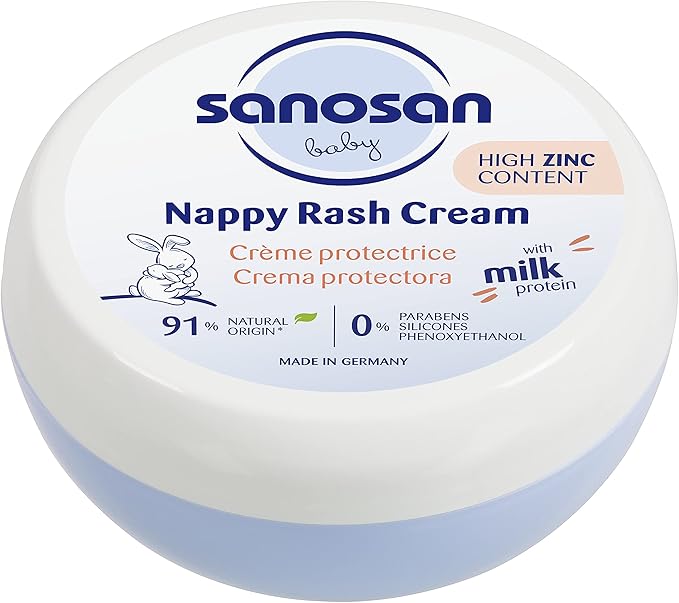 sanosan
baby
HIGH ZINC
CONTENT
Nappy Rash Cream
Crème protectrice
Crema protectora
with
milk
protein
91% NATURAL
ORIGIN*
0% PARABENS
SILICONES
PHENOXYETHANOL
MADE IN GERMANY